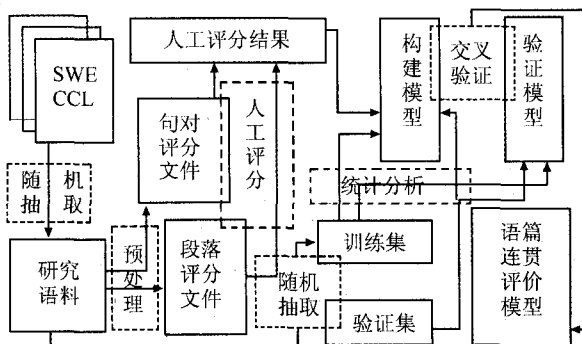 SWE
CCL
随 机
抽 取
研究
语料
预
处
理
人工评分结果
句对
评分
文件
人
工
评
分
段落
评分
文件
随机
抽取
构
建
模
型
交叉
验证
验
证
模
型
统计分析
训练集
验证集
语篇
连贯
评价
模型